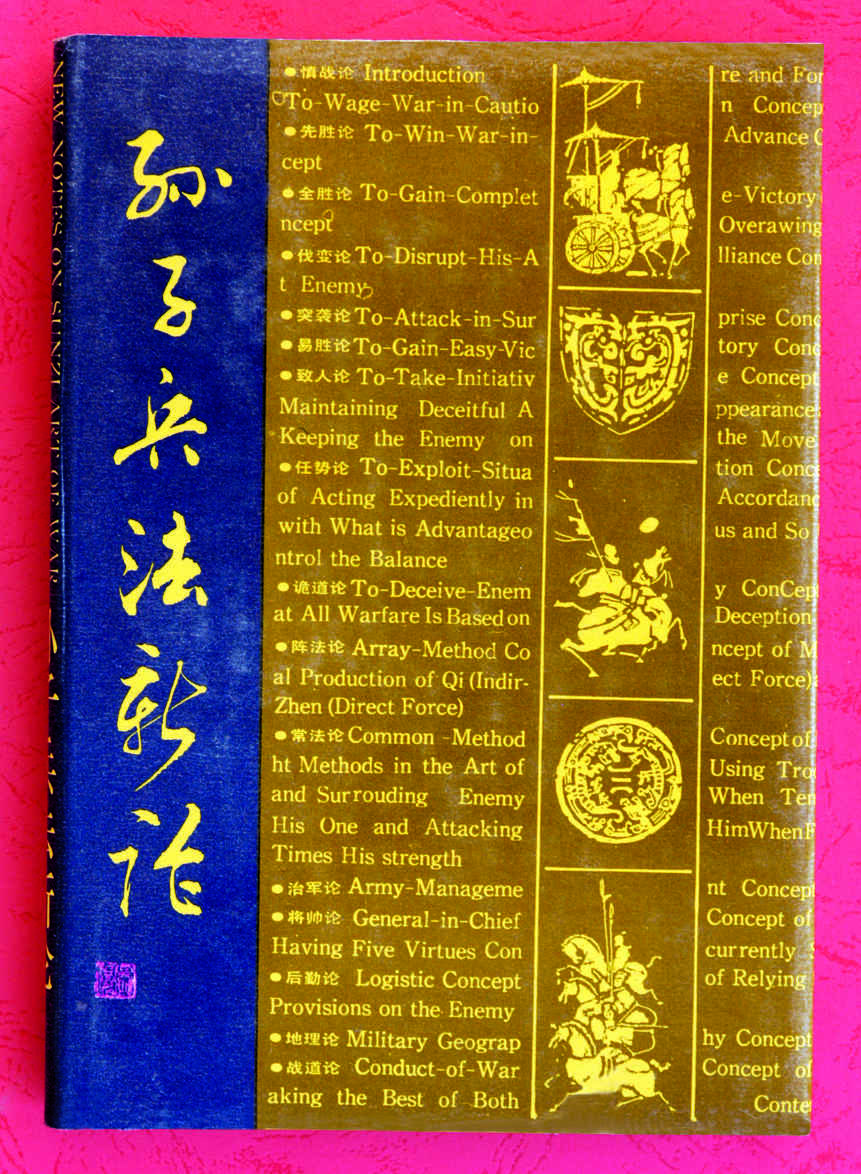 孙子兵法新
NEW NOTES ON SUNZI ART OF WAR
●慎战论 Introduction
To-Wage-War-in-Cautio
●先胜论 To-Win-War-in-
cept
●全胜论 To-Gain-Complet
ncept
●伐变论 To-Disrupt-His-A
t Enemy
●突袭论 To-Attack-in-Sur
●易胜论 To-Gain-Easy-Vic
●致人论 To-Take-Initiativ
Maintaining Deceitful A
Keeping the Enemy on
●任势论 To-Exploit-Situa
of Acting Expediently in
with What is Advantageo
ntrol the Balance
●诡道论 To-Deceive-Enem
at All Warfare Is Based on
●阵法论 Array-Method Co
al Production of Qi (Indir-
Zhen (Direct Force)
●常法论 Common -Method
ht Methods in the Art of
and Surrouding Enemy
His One and Attacking
Times His strength
●治军论 Army-Manageme
●将帅论 General-in-Chief
Having Five Virtues Con
●后勤论 Logistic Concept
Provisions on the Enemy
●地理论 Military Geograp
●战道论 Conduct-of-War
aking the Best of Both
re and For
n Concep
Advance C
e-Victory
Overawing
lliance Con
prise Conc
tory Conc
e Concept
ppearance
the Move
tion Conce
Accordanc
us and So
y ConCep
Deception
ncept of M
ect Force)
Concept of
Using Tro
When Ten
HimWhen
nt Concep
Concept of
currently
of Relying
hy Concept
Concept of
Conte